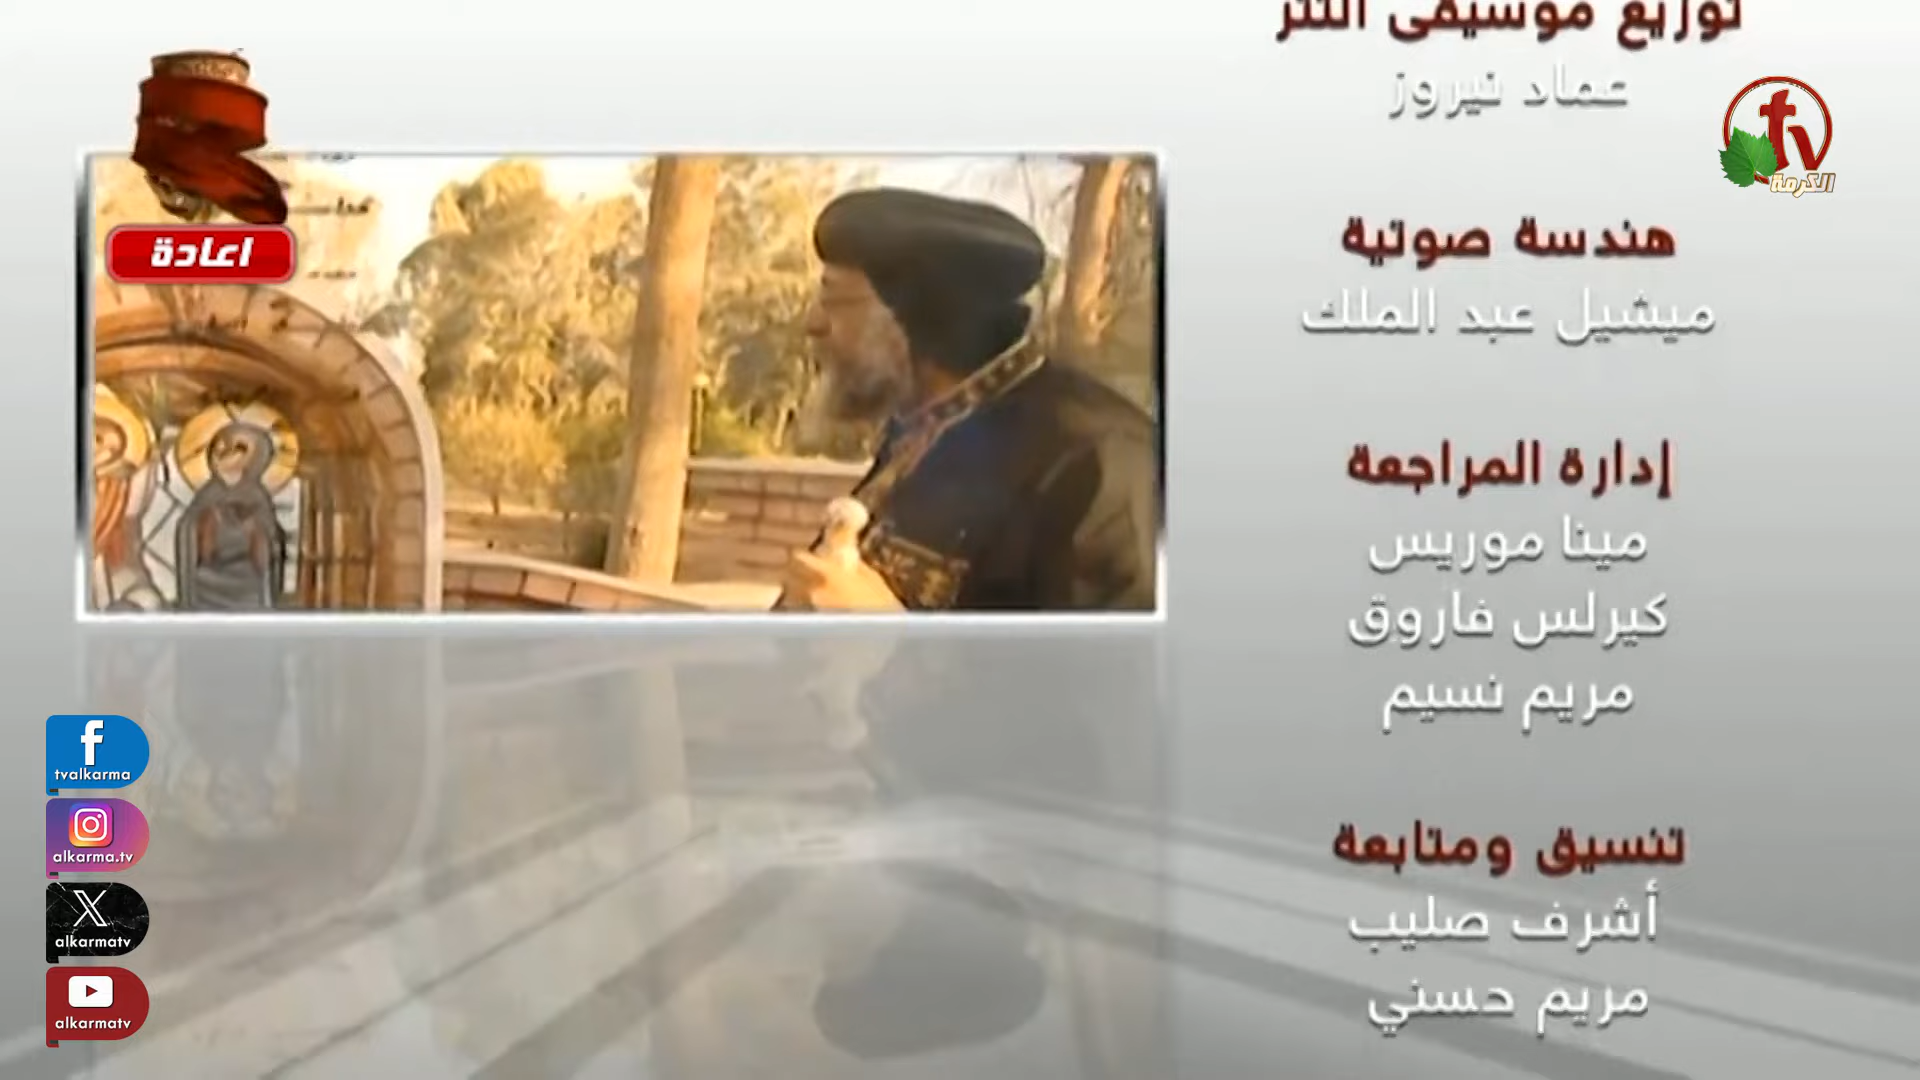 توزيع موسيقى التتر
عماد نيروز
هندسة صوتية
ميشيل عبد الملك
إدارة المراجعة
مينا موريس
كيرلس فاروق
مريم نسيم
تنسيق ومتابعة
أشرف صليب
مريم حسني
tv
الكرمة
اعادة
tvalkarma
alkarma.tv
alkarmatv
alkarmatv